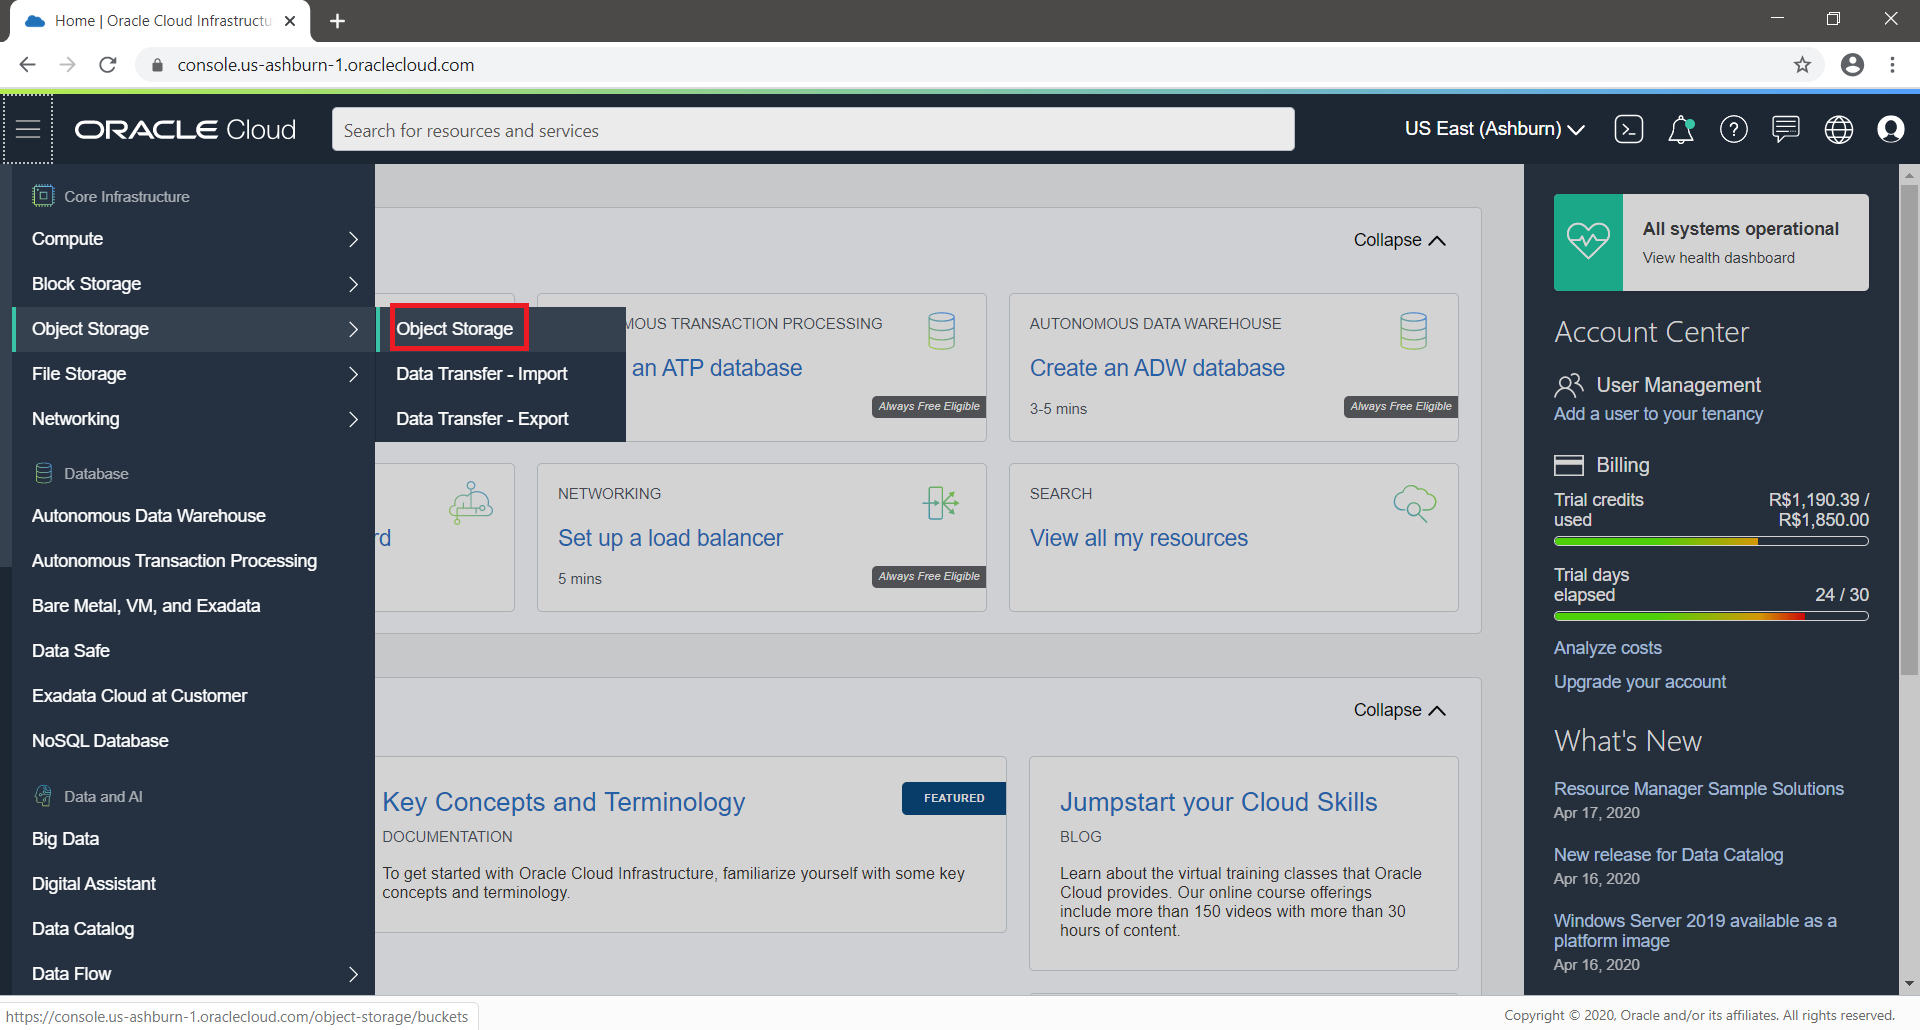 Home | Oracle Cloud Infrastructu
console.us-ashburn-1.oraclecloud.com
ORACLE Cloud
Search for resources and services
US East (Ashburn)
Core Infrastructure
Compute
Block Storage
Object Storage
File Storage
Networking
Database
Autonomous Data Warehouse
Autonomous Transaction Processing
Bare Metal, VM, and Exadata
Data Safe
Exadata Cloud at Customer
NoSQL Database
Data and AI
Big Data
Digital Assistant
Data Catalog
Data Flow
Object Storage
Data Transfer - Import
Data Transfer - Export
Collapse
MOUS TRANSACTION PROCESSING
an ATP database
Always Free Eligible
AUTONOMOUS DATA WAREHOUSE
Create an ADW database
3-5 mins
Always Free Eligible
rd
NETWORKING
Set up a load balancer
5 mins
Always Free Eligible
SEARCH
View all my resources
Collapse
Key Concepts and Terminology
FEATURED
DOCUMENTATION
To get started with Oracle Cloud Infrastructure, familiarize yourself with some key
concepts and terminology.
Jumpstart your Cloud Skills
BLOG
Learn about the virtual training classes that Oracle
Cloud provides. Our online course offerings
include more than 150 videos with more than 30
hours of content.
All systems operational
View health dashboard
Account Center
User Management
Add a user to your tenancy
Billing
Trial credits
used
R$1,190.39 /
R$1,850.00
Trial days
elapsed
24 / 30
Analyze costs
Upgrade your account
What's New
Resource Manager Sample Solutions
Apr 17, 2020
New release for Data Catalog
Apr 16, 2020
Windows Server 2019 available as a
platform image
Apr 16, 2020
https://console.us-ashburn-1.oraclecloud.com/object-storage/buckets
Copyright © 2020, Oracle and/or its affiliates. All rights reserved.